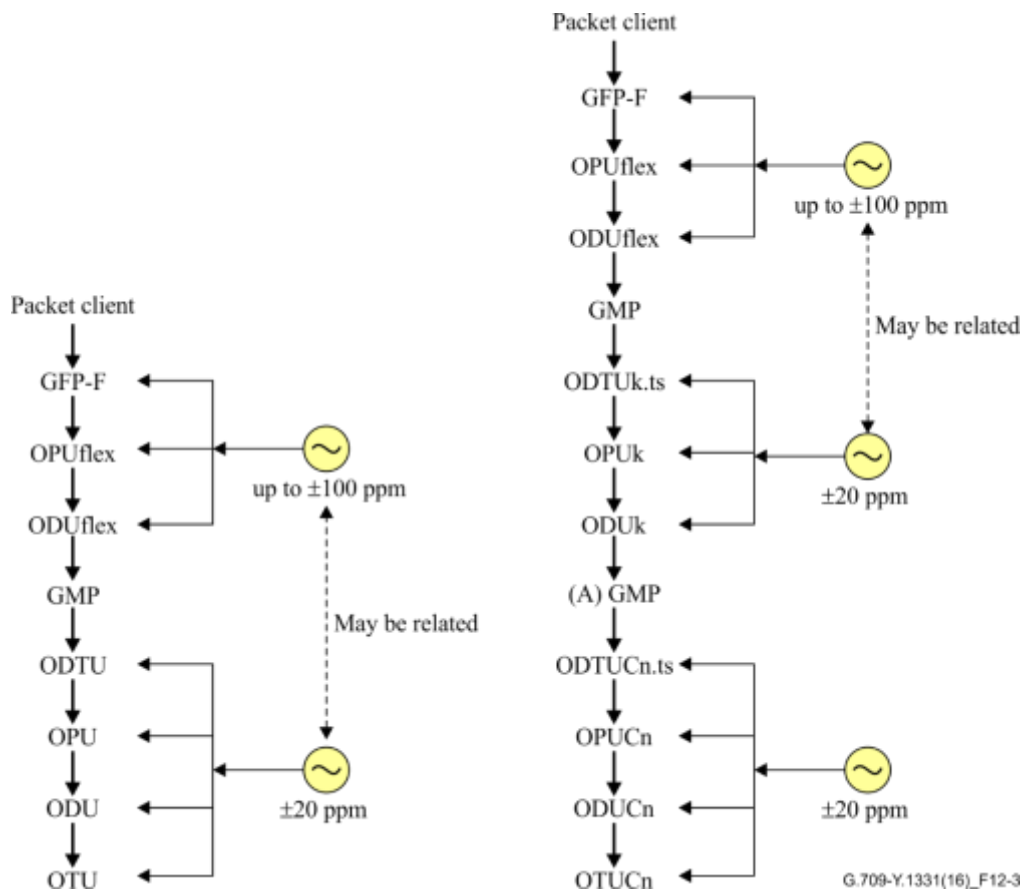 Packet client
GFP-F
OPUflex
ODUflex
GMP
ODTU
OPU
ODU
OTU
up to ±100 ppm
May be related
±20 ppm
Packet client
GFP-F
OPUflex
ODUflex
GMP
ODTUk.ts
OPUk
ODUk
(A) GMP
ODTUCn.ts
OPUCn
ODUCn
OTUCn
up to ±100 ppm
May be related
±20 ppm
±20 ppm
G.709-Y.1331(16)_F12-3